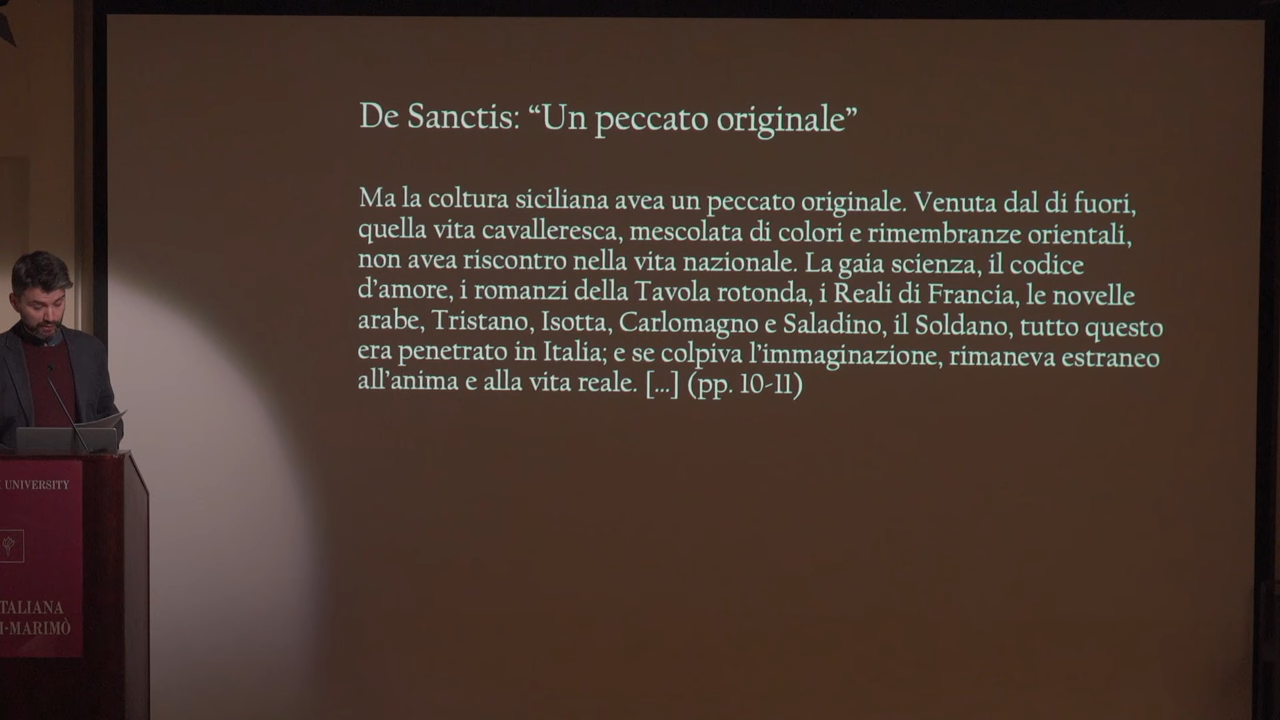 De Sanctis: “Un peccato originale”
Ma la coltura siciliana avea un peccato originale. Venuta dal di fuori,
quella vita cavalleresca, mescolata di colori e rimembranze orientali,
non avea riscontro nella vita nazionale. La gaia scienza, il codice
d’amore, i romanzi della Tavola rotonda, i Reali di Francia, le novelle
arabe, Tristano, Isotta, Carlomagno e Saladino, il Soldano, tutto questo
era penetrato in Italia; e se colpiva l’immaginazione, rimaneva estraneo
all’anima e alla vita reale. [...] (pp. 10-11)
UNIVERSITY
TALIANA
I-MARIMÒ